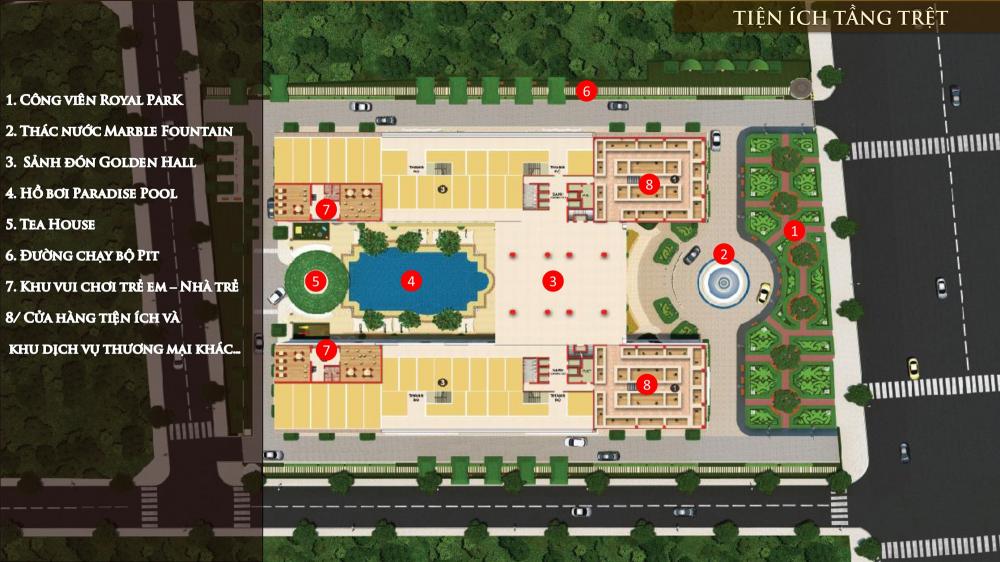 TIỆN ÍCH TẦNG TRỆT
1. CÔNG VIÊN ROYAL PARK
2. THÁC NƯỚC MARBLE FOUNTAIN
3. SẢNH ĐÓN GOLDEN HALL
4. HỒ BƠI PARADISE POOL
5. TEA HOUSE
6. ĐƯỜNG CHẠY BỘ PIT
7. KHU VUI CHƠI TRẺ EM – NHÀ TRẺ
8/ CỬA HÀNG TIỆN ÍCH VÀ
KHU DỊCH VỤ THƯƠNG MẠI KHÁC...
6
3
8
1
7
1
2
5
4
3
7
3
8
1